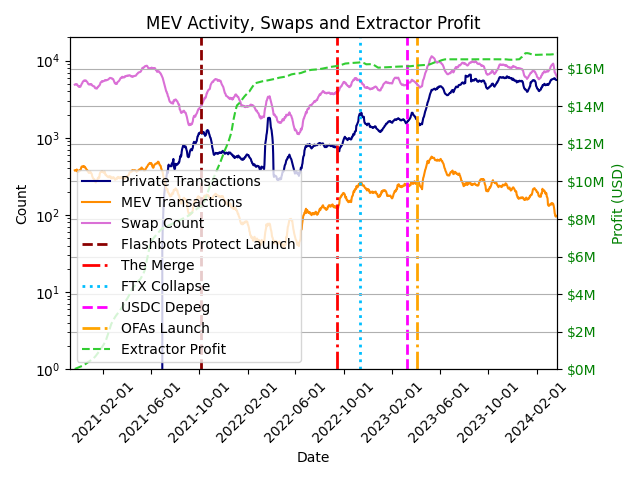 MEV Activity, Swaps and Extractor Profit
Count
10⁴
10³
10²
10¹
10⁰
Private Transactions
MEV Transactions
Swap Count
Flashbots Protect Launch
The Merge
FTX Collapse
USDC Depeg
OFAs Launch
Extractor Profit
$16M
$14M
$12M
$10M
$8M
$6M
$4M
$2M
$0M
Profit (USD)
2021-02-01
2021-06-01
2021-10-01
2022-02-01
2022-06-01
2022-10-01
2023-02-01
2023-06-01
2023-10-01
2024-02-01
Date